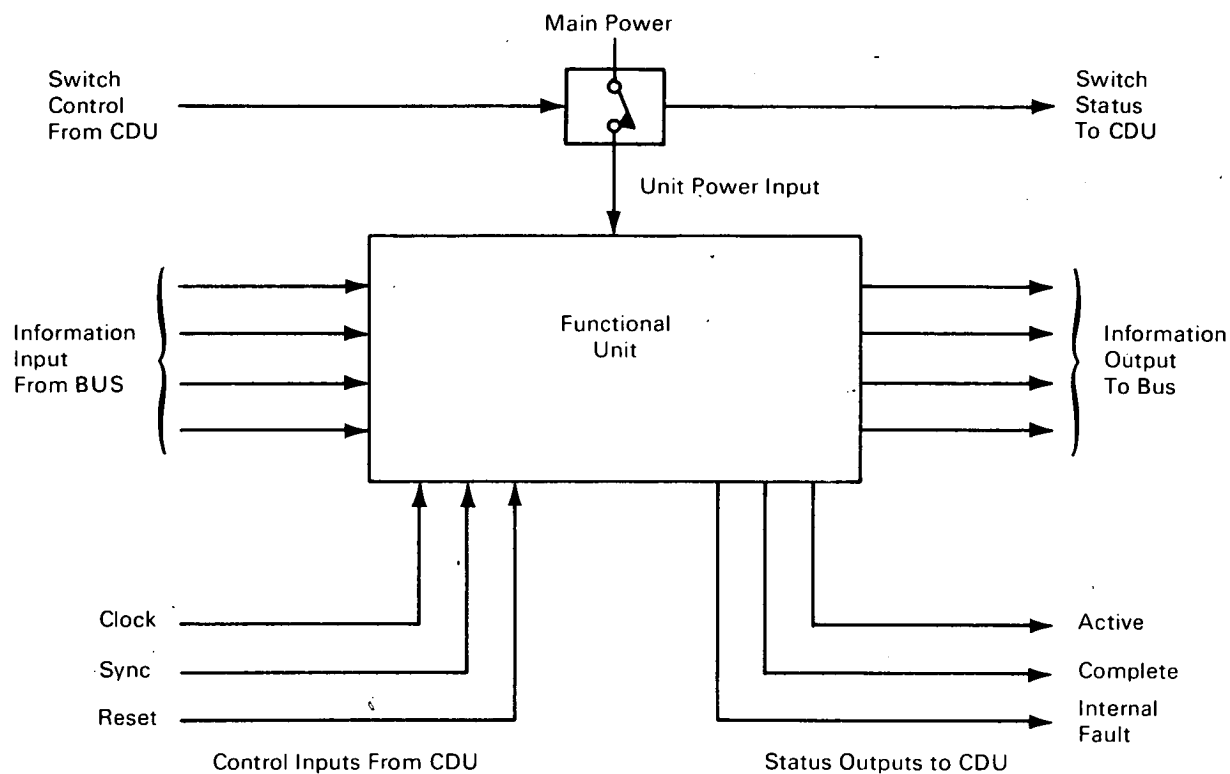 Main Power
Switch
Control
From CDU
Switch
Status
To CDU
Unit Power Input
Information
Input
From BUS
Functional
Unit
Information
Output
To Bus
Clock
Sync
Reset
Active
Complete
Internal
Fault
Control Inputs From CDU
Status Outputs to CDU